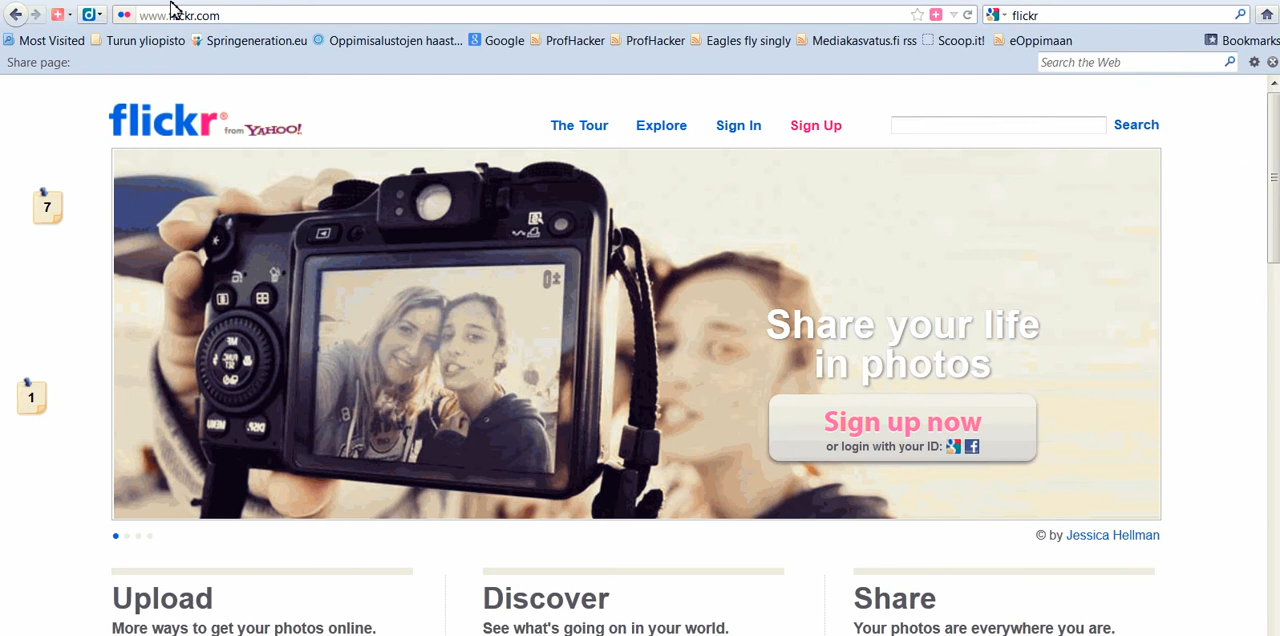 www.flickr.com
flickr
Most Visited Turun yliopisto Springeneration.eu Oppimisalustojen haast... Google ProfHacker ProfHacker Eagles fly singly Mediakasvatus.fi rss Scoop.it! eOppimaan Bookmarks
Share page:
Search the Web
flickr from YAHOO!
The Tour Explore Sign In Sign Up Search
7
Share your life
in photos
1
Sign up now
or login with your ID:
© by Jessica Hellman
Upload Discover Share
More ways to get your photos online. See what's going on in your world. Your photos are everywhere you are.